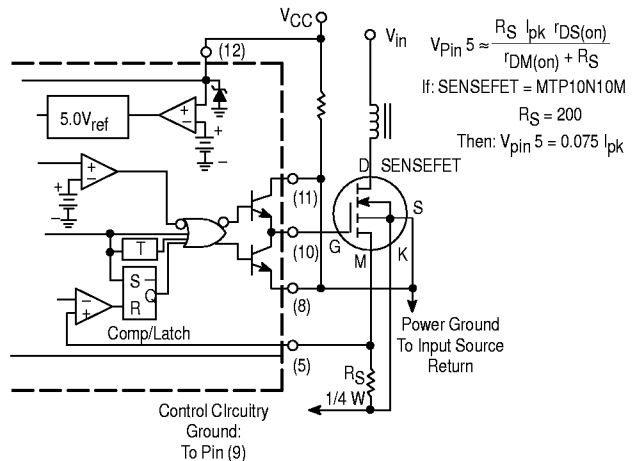 VCC
Vin
(12)
VPin 5 ≈ RS Ipk rDS(on)
rDM(on) + RS
If: SENSEFET = MTP10N10M
RS = 200
Then: Vpin 5 = 0.075 Ipk
5.0Vref
+
−
+
−
D SENSEFET
+
−
+
−
(11)
S
(10)
G
K
M
T
S
Q
R
(8)
−
+
Comp/Latch
(5)
Power Ground
To Input Source
Return
RS
1/4 W
Control CIrcuitry
Ground:
To Pin (9)